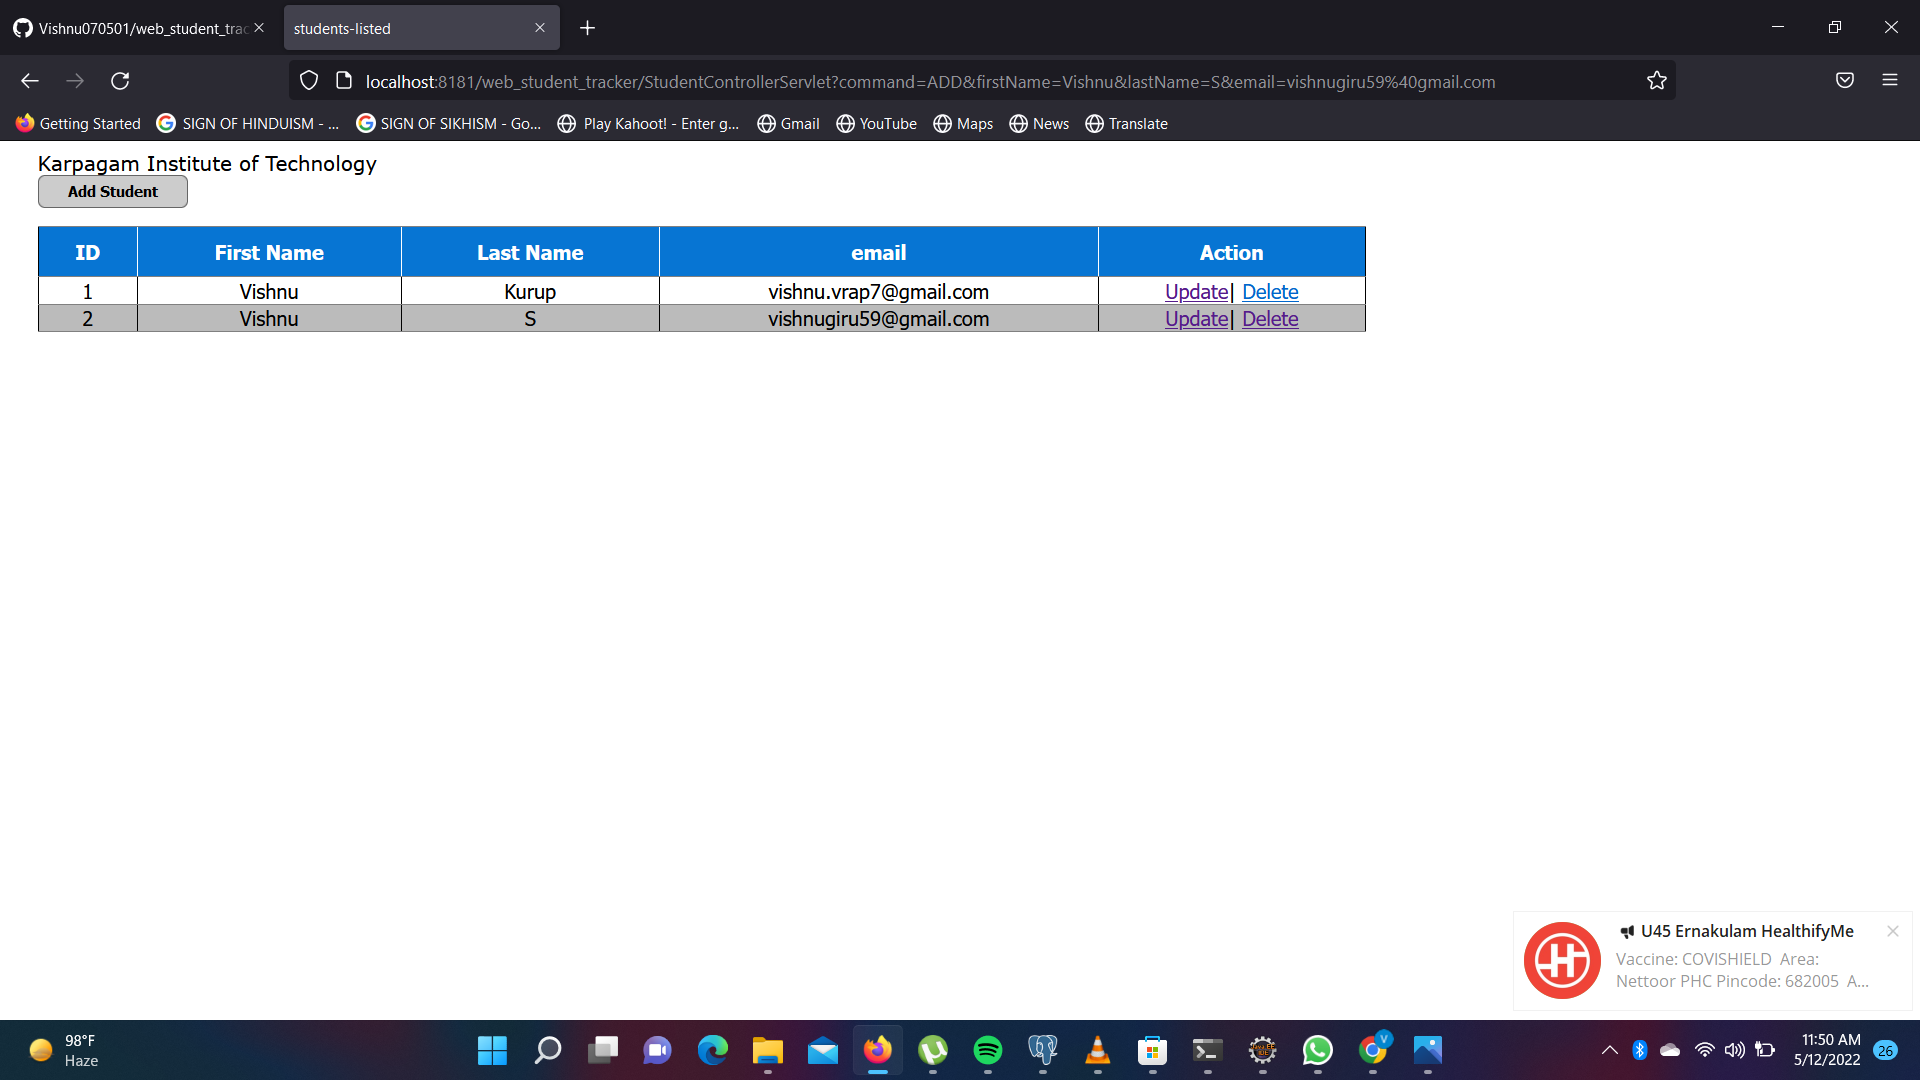 Vishnu070501/web_student_trac
students-listed
localhost:8181/web_student_tracker/StudentControllerServlet?command=ADD&firstName=Vishnu&lastName=S&email=vishnugiru59%40gmail.com
Getting Started SIGN OF HINDUISM - ... SIGN OF SIKHISM - Go... Play Kahoot! - Enter g... Gmail YouTube Maps News Translate
Karpagam Institute of Technology
Add Student
ID First Name Last Name email Action
1 Vishnu Kurup vishnu.vrap7@gmail.com Update| Delete
2 Vishnu S vishnugiru59@gmail.com Update| Delete
U45 Ernakulam HealthifyMe
Vaccine: COVISHIELD Area:
Nettoor PHC Pincode: 682005 A...
98°F
Haze
V
11:50 AM
5/12/2022
26